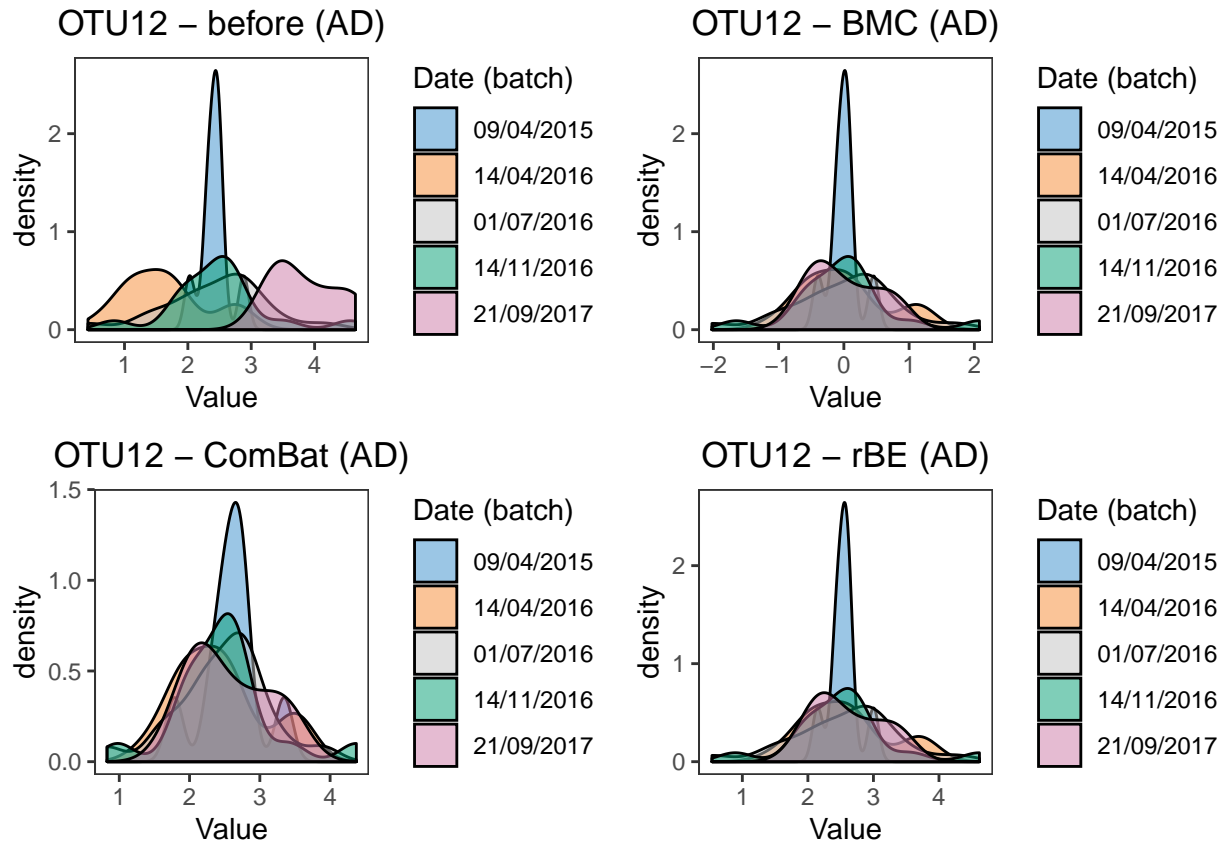 OTU12 – before (AD)
density
2
1
0
1 2 3 4
Value
Date (batch)
09/04/2015
14/04/2016
01/07/2016
14/11/2016
21/09/2017
OTU12 – BMC (AD)
density
2
1
0
−2 −1 0 1 2
Value
Date (batch)
09/04/2015
14/04/2016
01/07/2016
14/11/2016
21/09/2017
OTU12 – ComBat (AD)
density
1.5
1.0
0.5
0.0
1 2 3 4
Value
Date (batch)
09/04/2015
14/04/2016
01/07/2016
14/11/2016
21/09/2017
OTU12 – rBE (AD)
density
2
1
0
1 2 3 4
Value
Date (batch)
09/04/2015
14/04/2016
01/07/2016
14/11/2016
21/09/2017